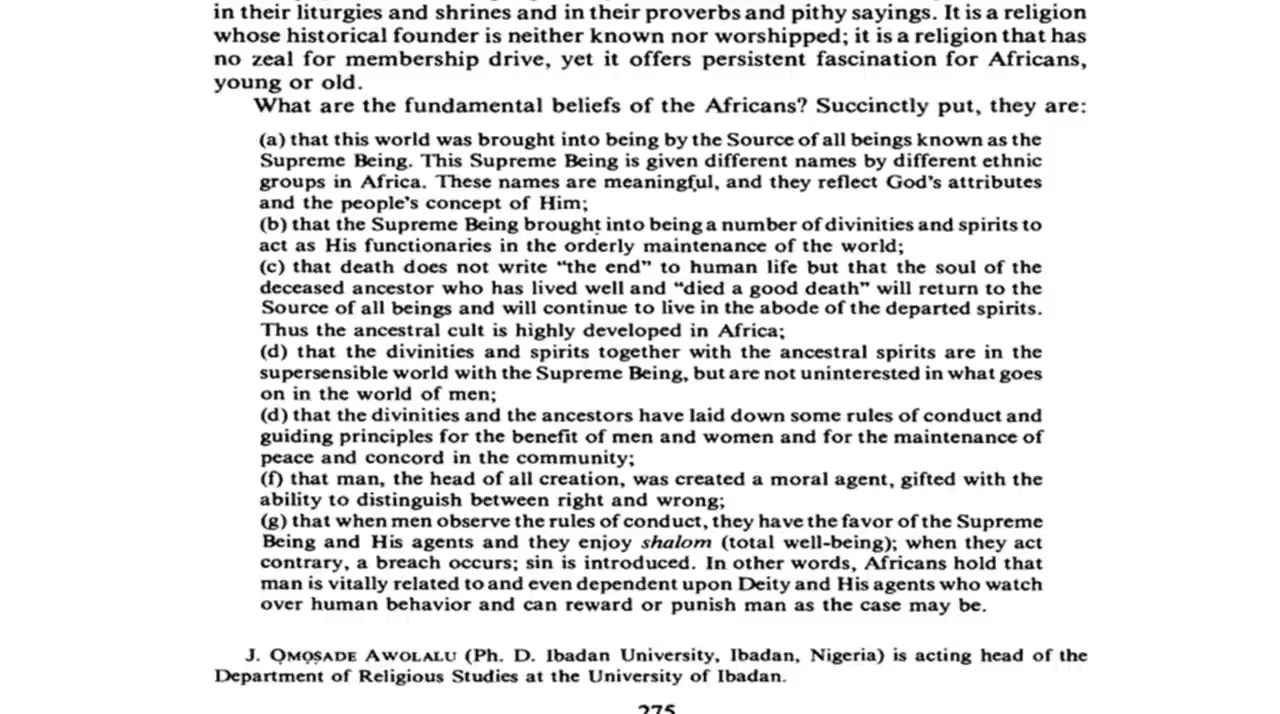 in their liturgies and shrines and in their proverbs and pithy sayings. It is a religion
whose historical founder is neither known nor worshipped; it is a religion that has
no zeal for membership drive, yet it offers persistent fascination for Africans,
young or old.
What are the fundamental beliefs of the Africans? Succinctly put, they are:
(a) that this world was brought into being by the Source of all beings known as the
Supreme Being. This Supreme Being is given different names by different ethnic
groups in Africa. These names are meaningful, and they reflect God's attributes
and the people's concept of Him;
(b) that the Supreme Being brought into being a number of divinities and spirits to
act as His functionaries in the orderly maintenance of the world;
(c) that death does not write "the end" to human life but that the soul of the
deceased ancestor who has lived well and "died a good death" will return to the
Source of all beings and will continue to live in the abode of the departed spirits.
Thus the ancestral cult is highly developed in Africa;
(d) that the divinities and spirits together with the ancestral spirits are in the
supersensible world with the Supreme Being, but are not uninterested in what goes
on in the world of men;
(d) that the divinities and the ancestors have laid down some rules of conduct and
guiding principles for the benefit of men and women and for the maintenance of
peace and concord in the community;
(f) that man, the head of all creation, was created a moral agent, gifted with the
ability to distinguish between right and wrong;
(g) that when men observe the rules of conduct, they have the favor of the Supreme
Being and His agents and they enjoy shalom (total well-being); when they act
contrary, a breach occurs; sin is introduced. In other words, Africans hold that
man is vitally related to and even dependent upon Deity and His agents who watch
over human behavior and can reward or punish man as the case may be.
J. ỌMỌṢADE AWOLALU (Ph. D. Ibadan University, Ibadan, Nigeria) is acting head of the
Department of Religious Studies at the University of Ibadan.
275